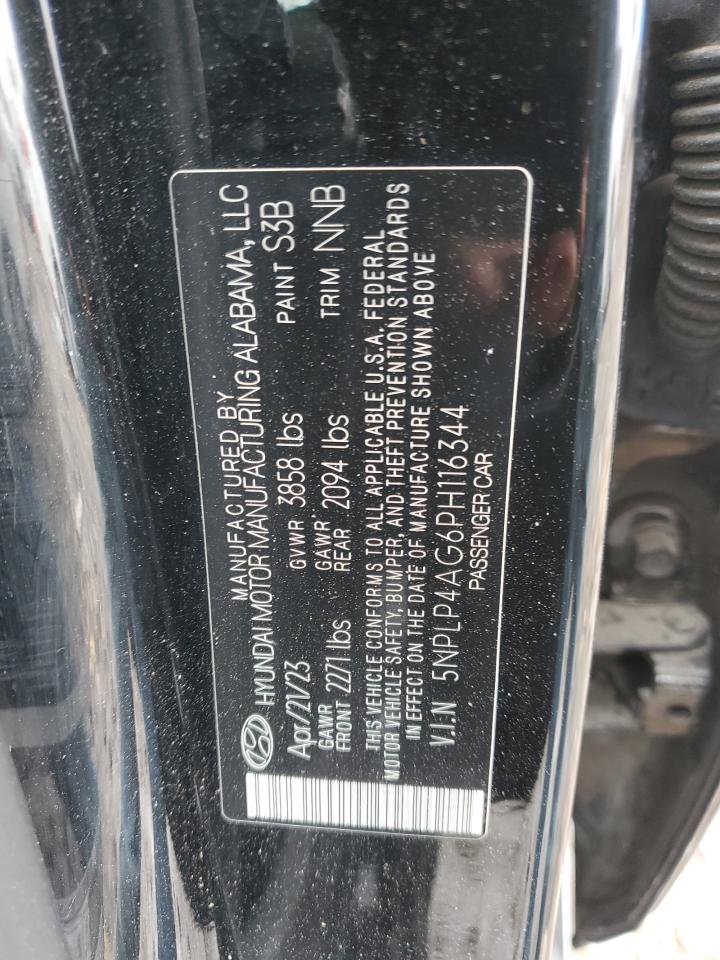 MANUFACTURED BY
HYUNDAI MOTOR MANUFACTURING ALABAMA, LLC
Apr/21/23 GVWR 3858 lbs PAINT S3B
GAWR FRONT 2271 lbs GAWR REAR 2094 lbs TRIM NNB
THIS VEHICLE CONFORMS TO ALL APPLICABLE U.S.A. FEDERAL
MOTOR VEHICLE SAFETY, BUMPER, AND THEFT PREVENTION STANDARDS
IN EFFECT ON THE DATE OF MANUFACTURE SHOWN ABOVE
V.I.N 5NPLP4AG6PH116344
PASSENGER CAR